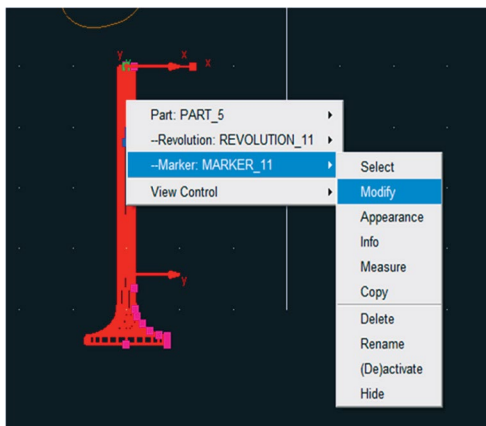 y
x
x
Part: PART_5
--Revolution: REVOLUTION_11
--Marker: MARKER_11
View Control
Select
Modify
Appearance
Info
Measure
Copy
Delete
Rename
(De)activate
Hide
y